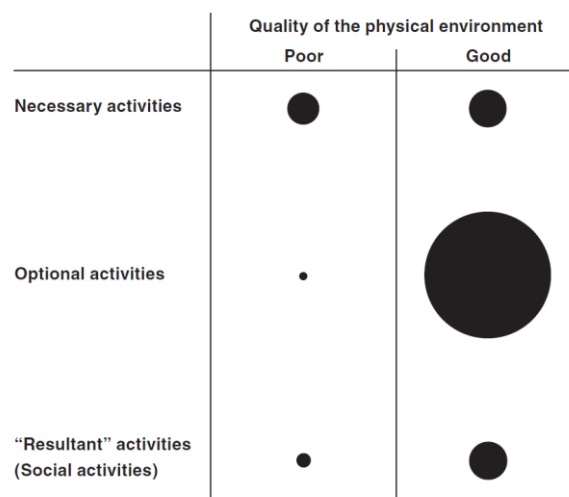 Quality of the physical environment
Poor Good
Necessary activities
Optional activities
“Resultant” activities
(Social activities)